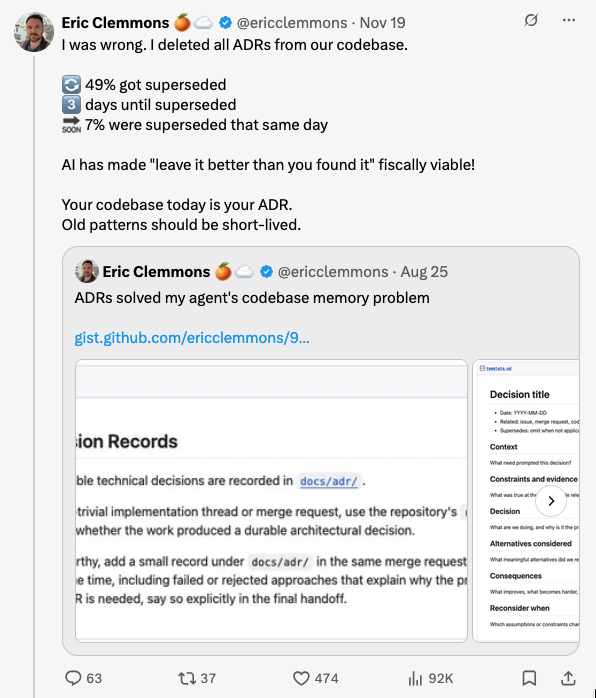 Eric Clemmons 🍊☁️ @ericclemmons · Nov 19
I was wrong. I deleted all ADRs from our codebase.
🔄 49% got superseded
3️⃣ days until superseded
🔜 7% were superseded that same day
AI has made "leave it better than you found it" fiscally viable!
Your codebase today is your ADR.
Old patterns should be short-lived.
Eric Clemmons 🍊☁️ @ericclemmons · Aug 25
ADRs solved my agent's codebase memory problem
gist.github.com/ericclemmons/9...
ion Records
ble technical decisions are recorded in docs/adr/.
trivial implementation thread or merge request, use the repository's
whether the work produced a durable architectural decision.
rthy, add a small record under docs/adr/ in the same merge request
e time, including failed or rejected approaches that explain why the pr
R is needed, say so explicitly in the final handoff.
template.md
Decision title
Date: YYYY-MM-DD
Related: issue, merge request, cod
Supersedes: omit when not applic
Context
What need prompted this decision?
Constraints and evidence
What was true at the
Decision
What are we doing, and why is it the pr
Alternatives considered
What meaningful alternatives did we re
Consequences
What improves, what becomes harder,
Reconsider when
Which assumptions or constraints chan
63 37 474 92K